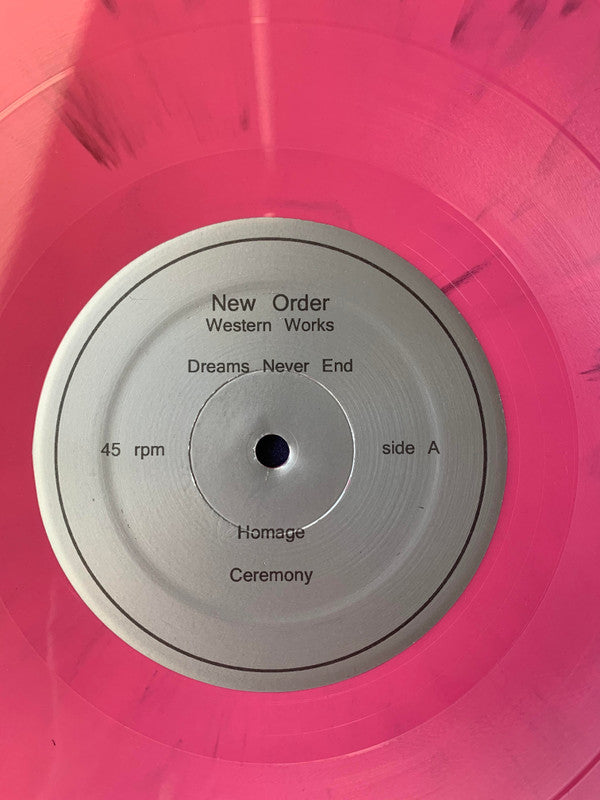 New Order
Western Works
Dreams Never End
45 rpm
side A
Homage
Ceremony